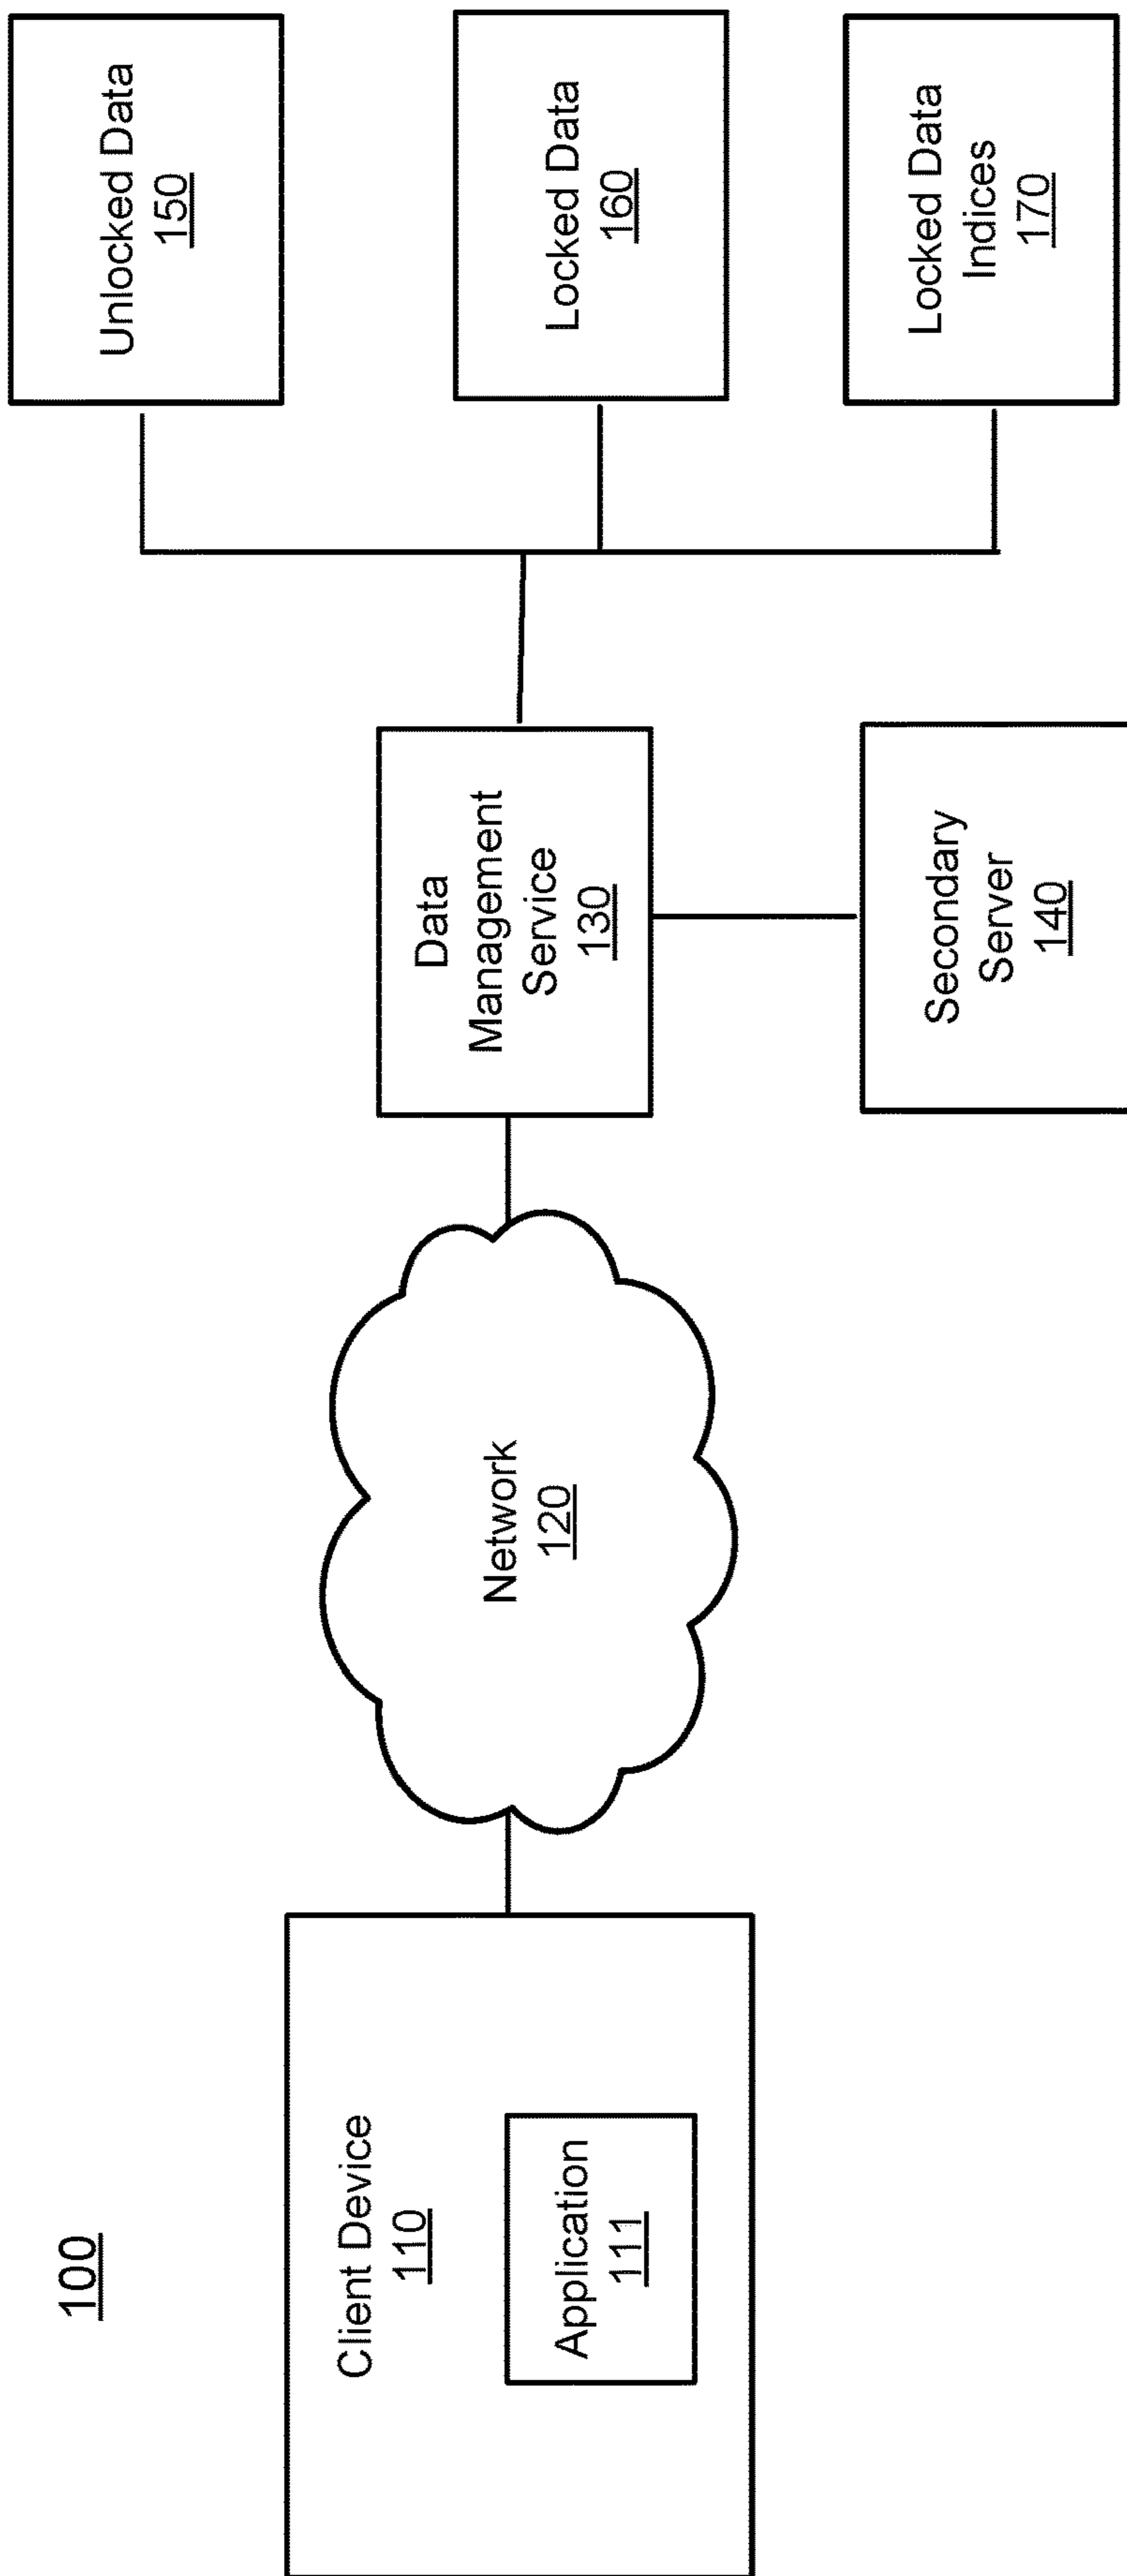 100
Client Device
110
Application
111
Network
120
Data
Management
Service
130
Secondary
Server
140
Unlocked Data
150
Locked Data
160
Locked Data
Indices
170